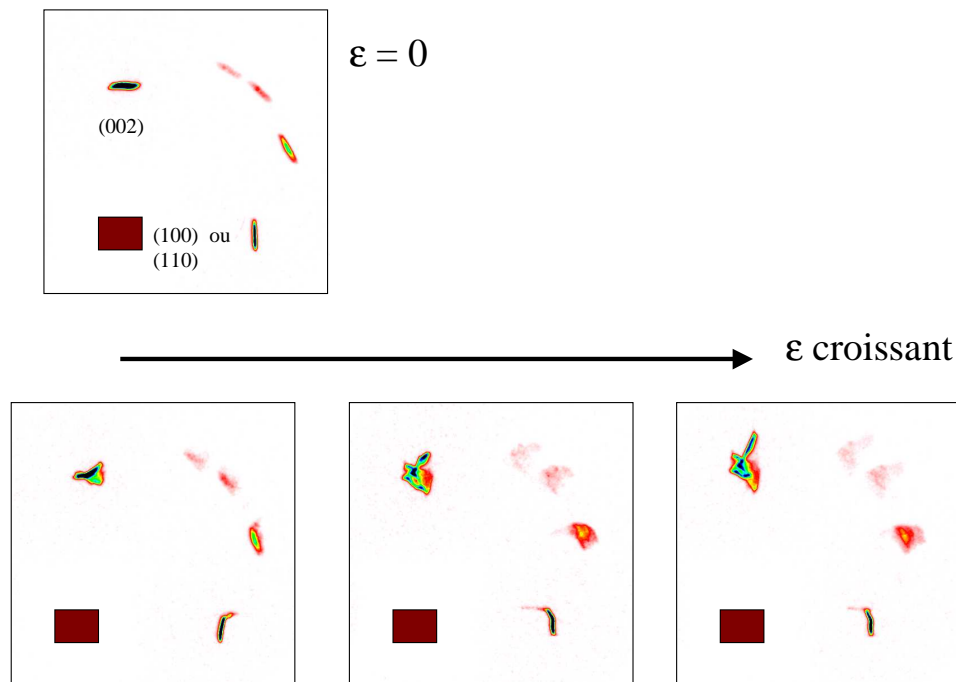 ε = 0
(002)
(100) ou
(110)
ε croissant